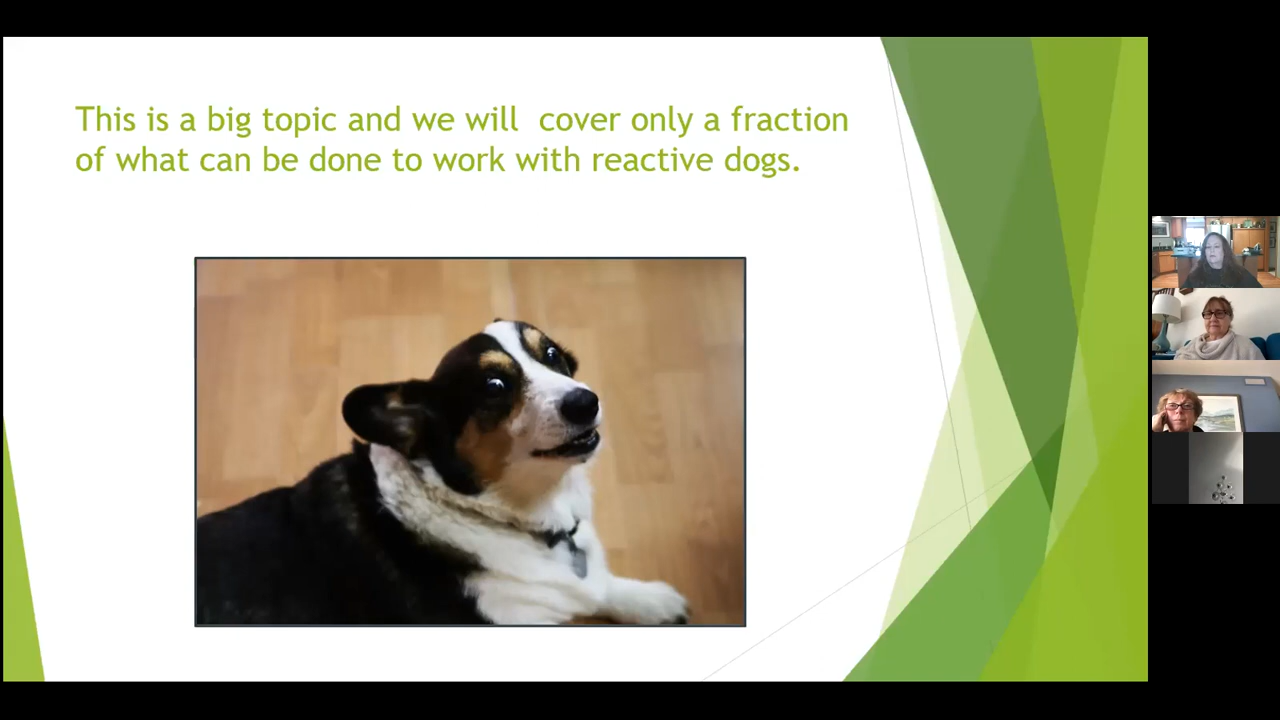 This is a big topic and we will  cover only a fraction
of what can be done to work with reactive dogs.